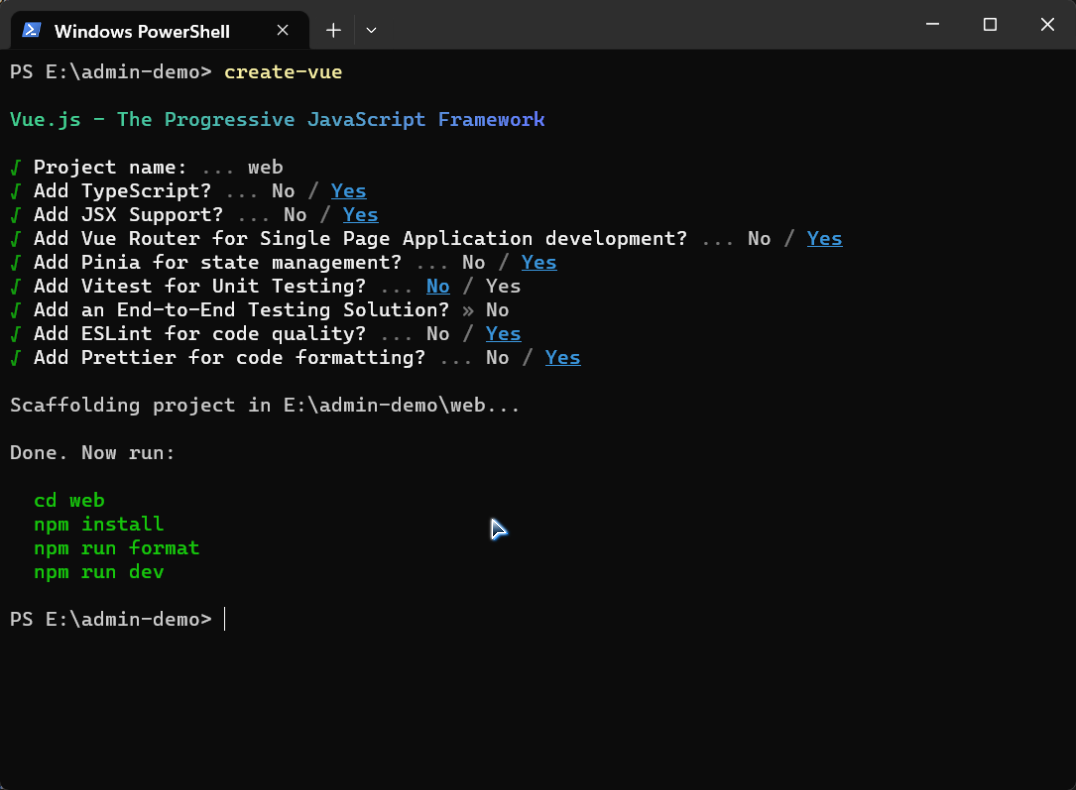 Windows PowerShell
PS E:\admin-demo> create-vue
Vue.js - The Progressive JavaScript Framework
√ Project name: ... web
√ Add TypeScript? ... No / Yes
√ Add JSX Support? ... No / Yes
√ Add Vue Router for Single Page Application development? ... No / Yes
√ Add Pinia for state management? ... No / Yes
√ Add Vitest for Unit Testing? ... No / Yes
√ Add an End-to-End Testing Solution? » No
√ Add ESLint for code quality? ... No / Yes
√ Add Prettier for code formatting? ... No / Yes
Scaffolding project in E:\admin-demo\web...
Done. Now run:
cd web
npm install
npm run format
npm run dev
PS E:\admin-demo>